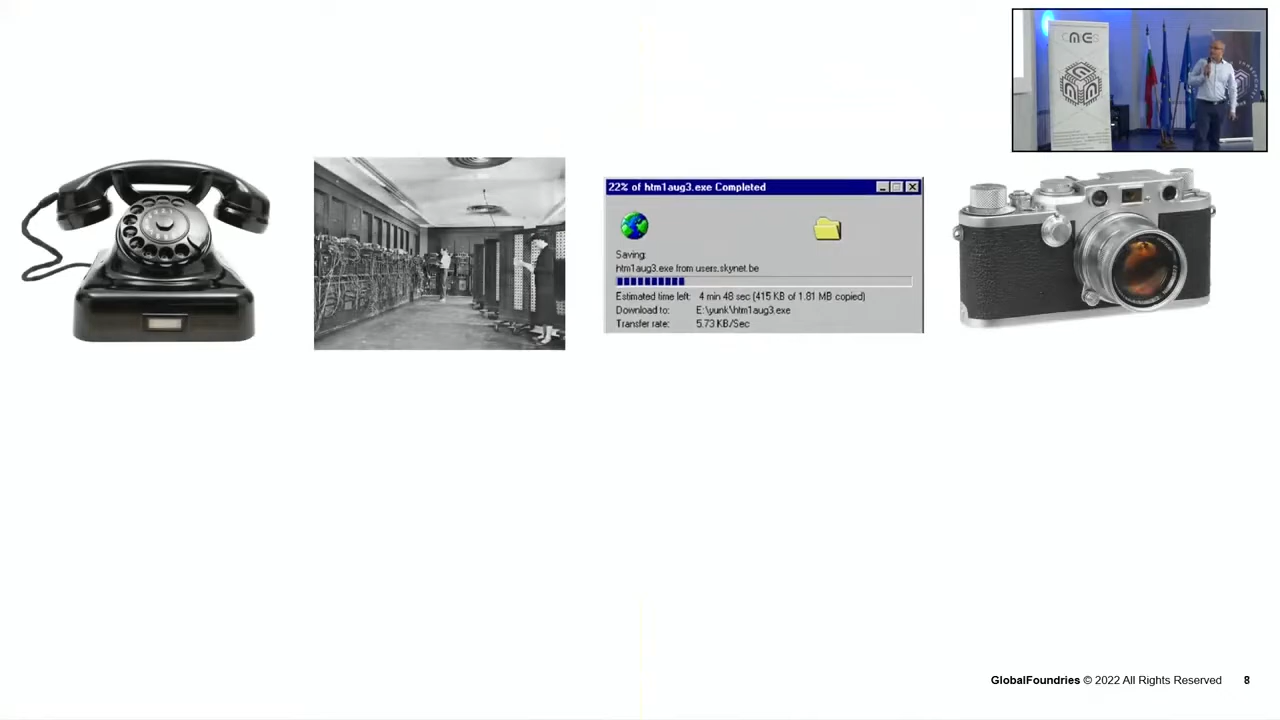 CMES
22% of htm1aug3.exe Completed
Saving:
htm1aug3.exe from users.skynet.be
Estimated time left: 4 min 48 sec (415 KB of 1.81 MB copied)
Download to: E:\yunk\htm1aug3.exe
Transfer rate: 5.73 KB/Sec
GlobalFoundries © 2022 All Rights Reserved 8